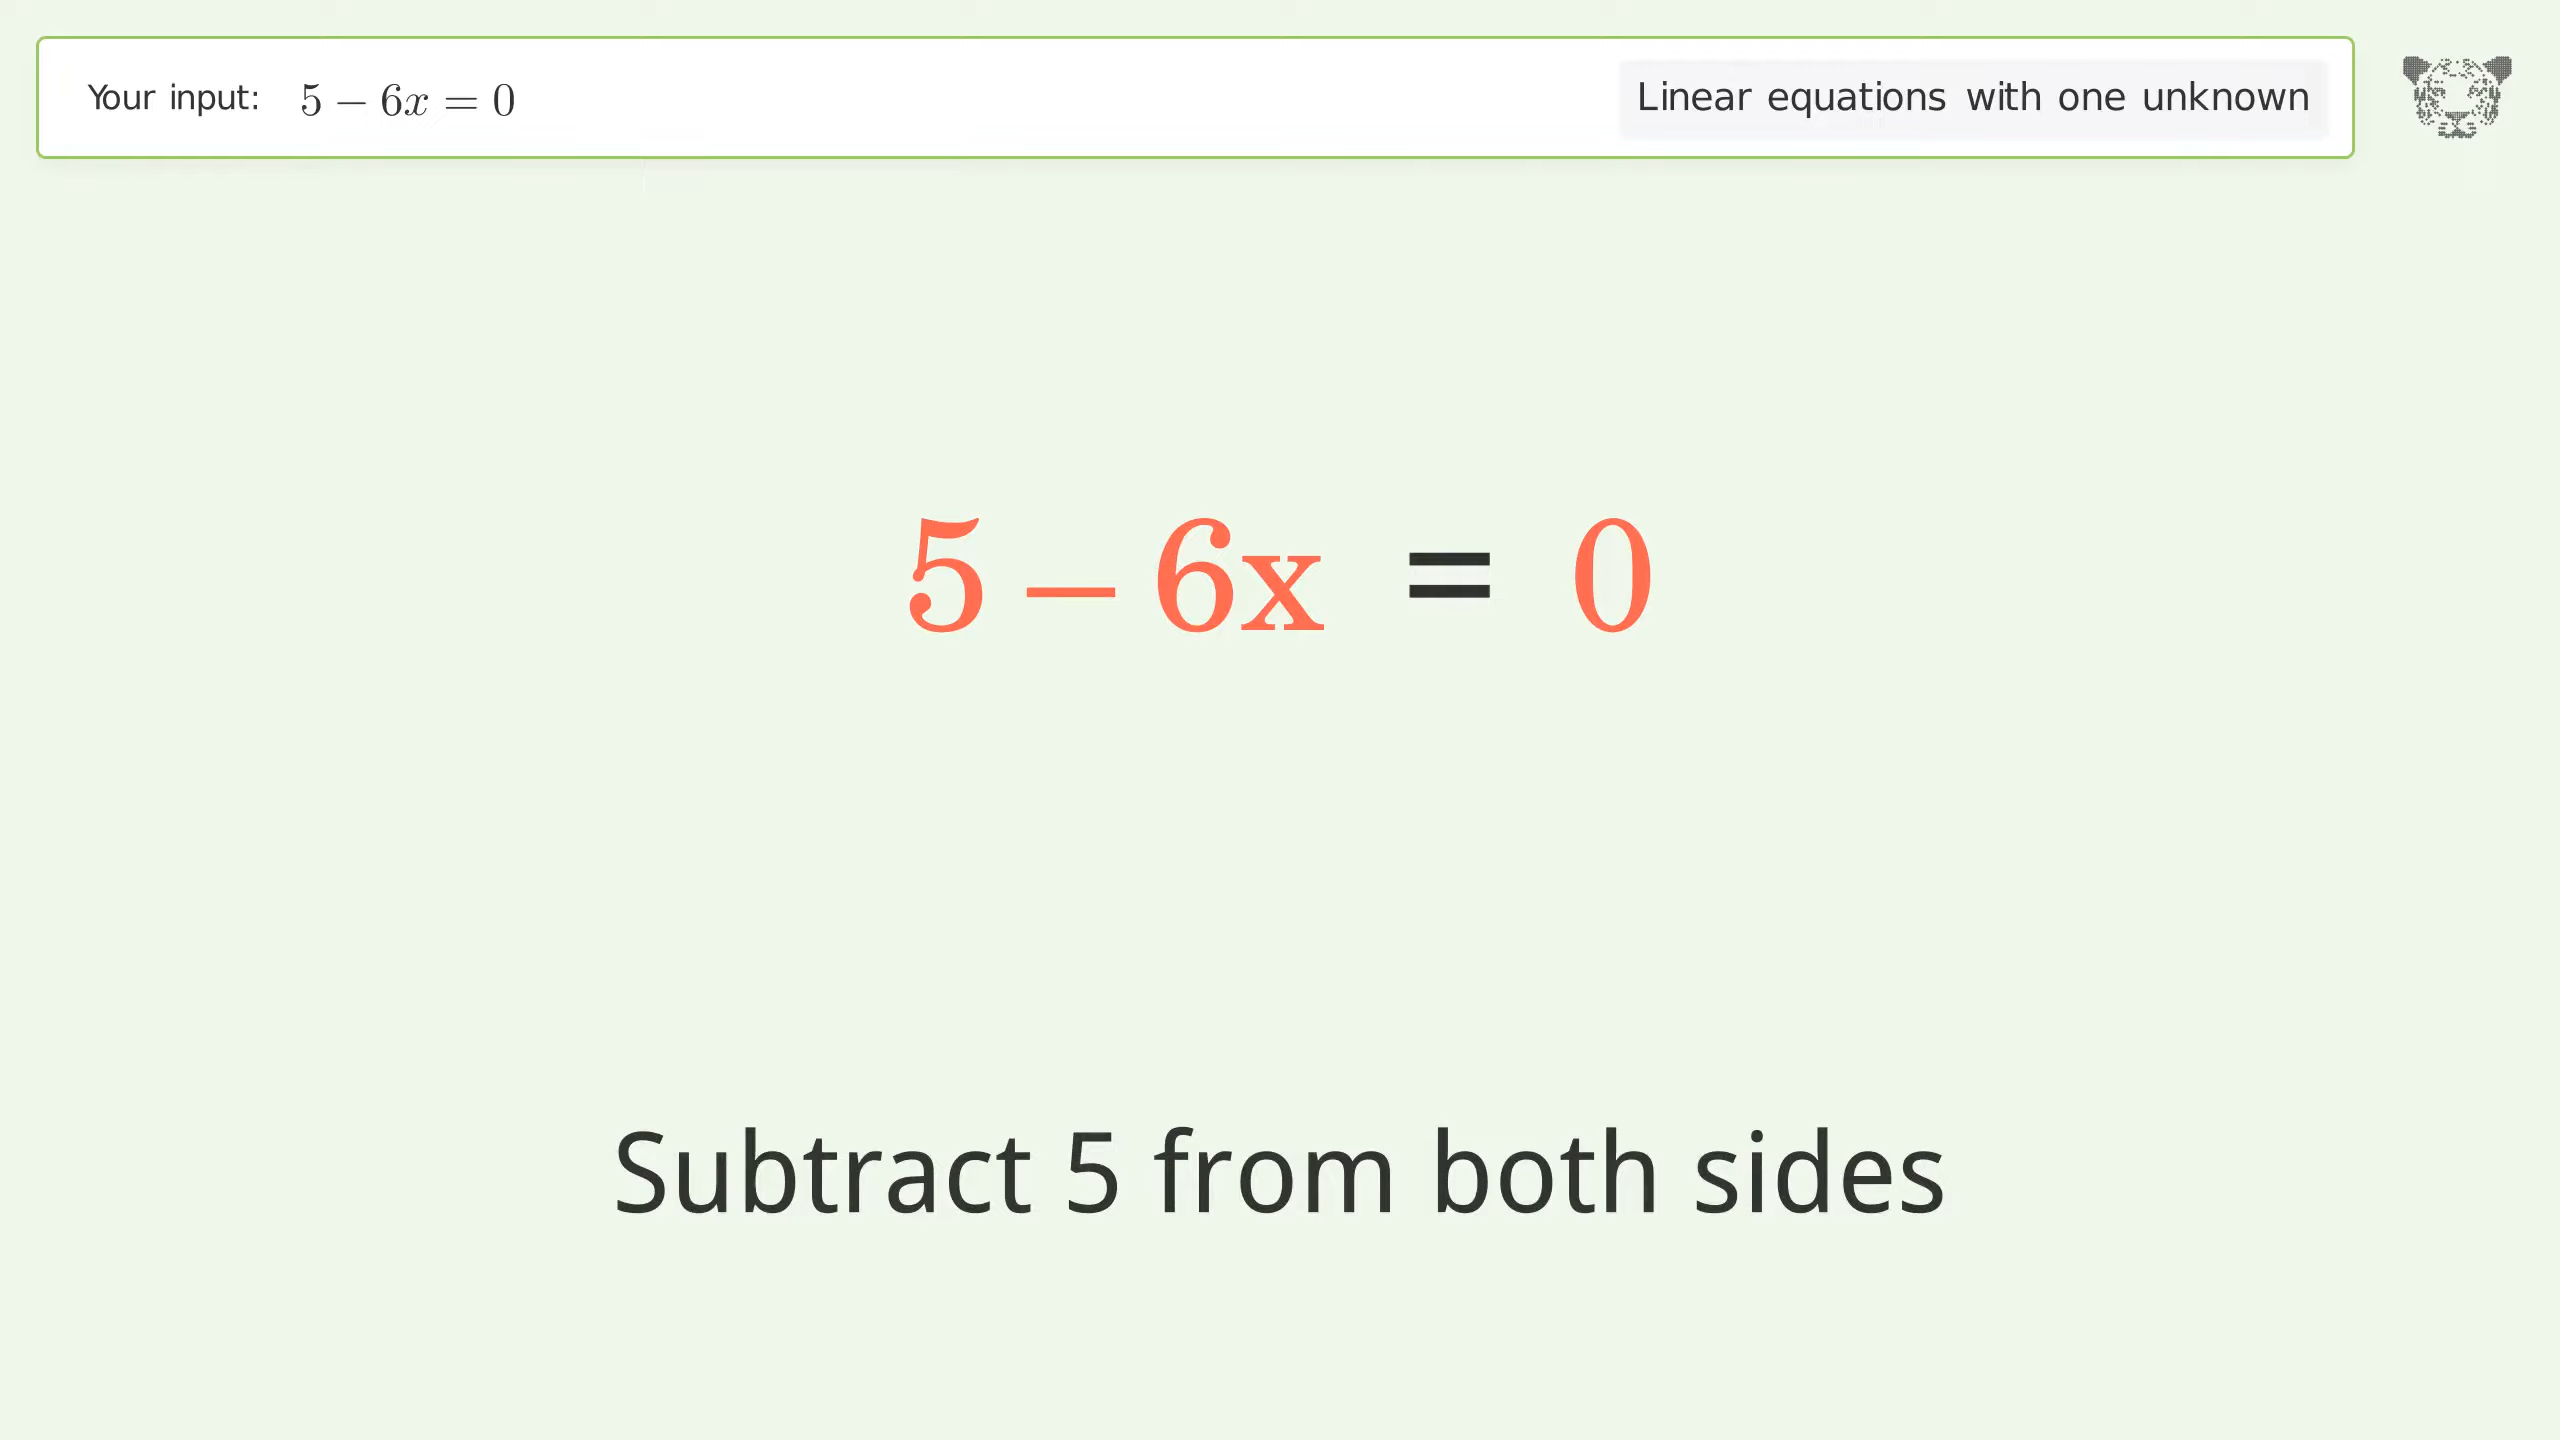 Your input: 5 − 6x = 0 Linear equations with one unknown
5 − 6x = 0
Subtract 5 from both sides